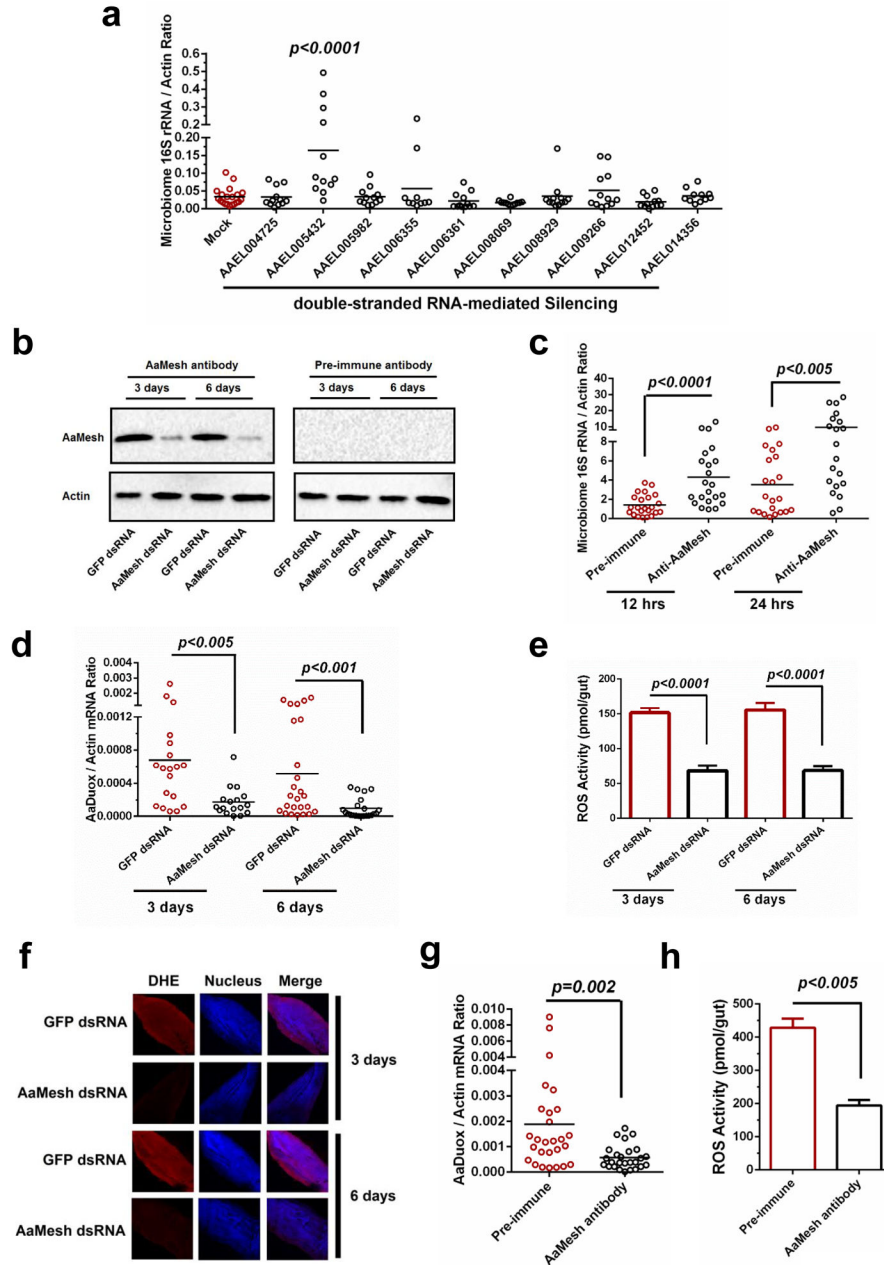 a
p<0.0001
Microbiome 16S rRNA / Actin Ratio
0.6
0.5
0.4
0.3
0.2
0.15
0.10
0.05
0.00
Mock
AAEL004725
AAEL005432
AAEL005982
AAEL006355
AAEL006361
AAEL008069
AAEL008929
AAEL009266
AAEL012452
AAEL014356
double-stranded RNA-mediated Silencing
b
AaMesh antibody
Pre-immune antibody
3 days
6 days
3 days
6 days
AaMesh
Actin
GFP dsRNA
AaMesh dsRNA
GFP dsRNA
AaMesh dsRNA
GFP dsRNA
AaMesh dsRNA
GFP dsRNA
AaMesh dsRNA
c
Microbiome 16S rRNA / Actin Ratio
p<0.0001
p<0.005
40
30
20
10
8
6
4
2
0
Pre-immune
Anti-AaMesh
Pre-immune
Anti-AaMesh
12 hrs
24 hrs
d
AaDuox / Actin mRNA Ratio
p<0.005
p<0.001
0.004
0.003
0.002
0.0012
0.0008
0.0004
0.0000
GFP dsRNA
AaMesh dsRNA
GFP dsRNA
AaMesh dsRNA
3 days
6 days
e
ROS Activity (pmol/gut)
p<0.0001
p<0.0001
150
100
50
0
GFP dsRNA
AaMesh dsRNA
GFP dsRNA
AaMesh dsRNA
3 days
6 days
f
DHE
Nucleus
Merge
GFP dsRNA
AaMesh dsRNA
3 days
GFP dsRNA
AaMesh dsRNA
6 days
g
AaDuox / Actin mRNA Ratio
p=0.002
0.010
0.008
0.006
0.004
0.003
0.002
0.001
0.000
Pre-immune
AaMesh antibody
h
ROS Activity (pmol/gut)
p<0.005
500
400
300
200
100
0
Pre-immune
AaMesh antibody